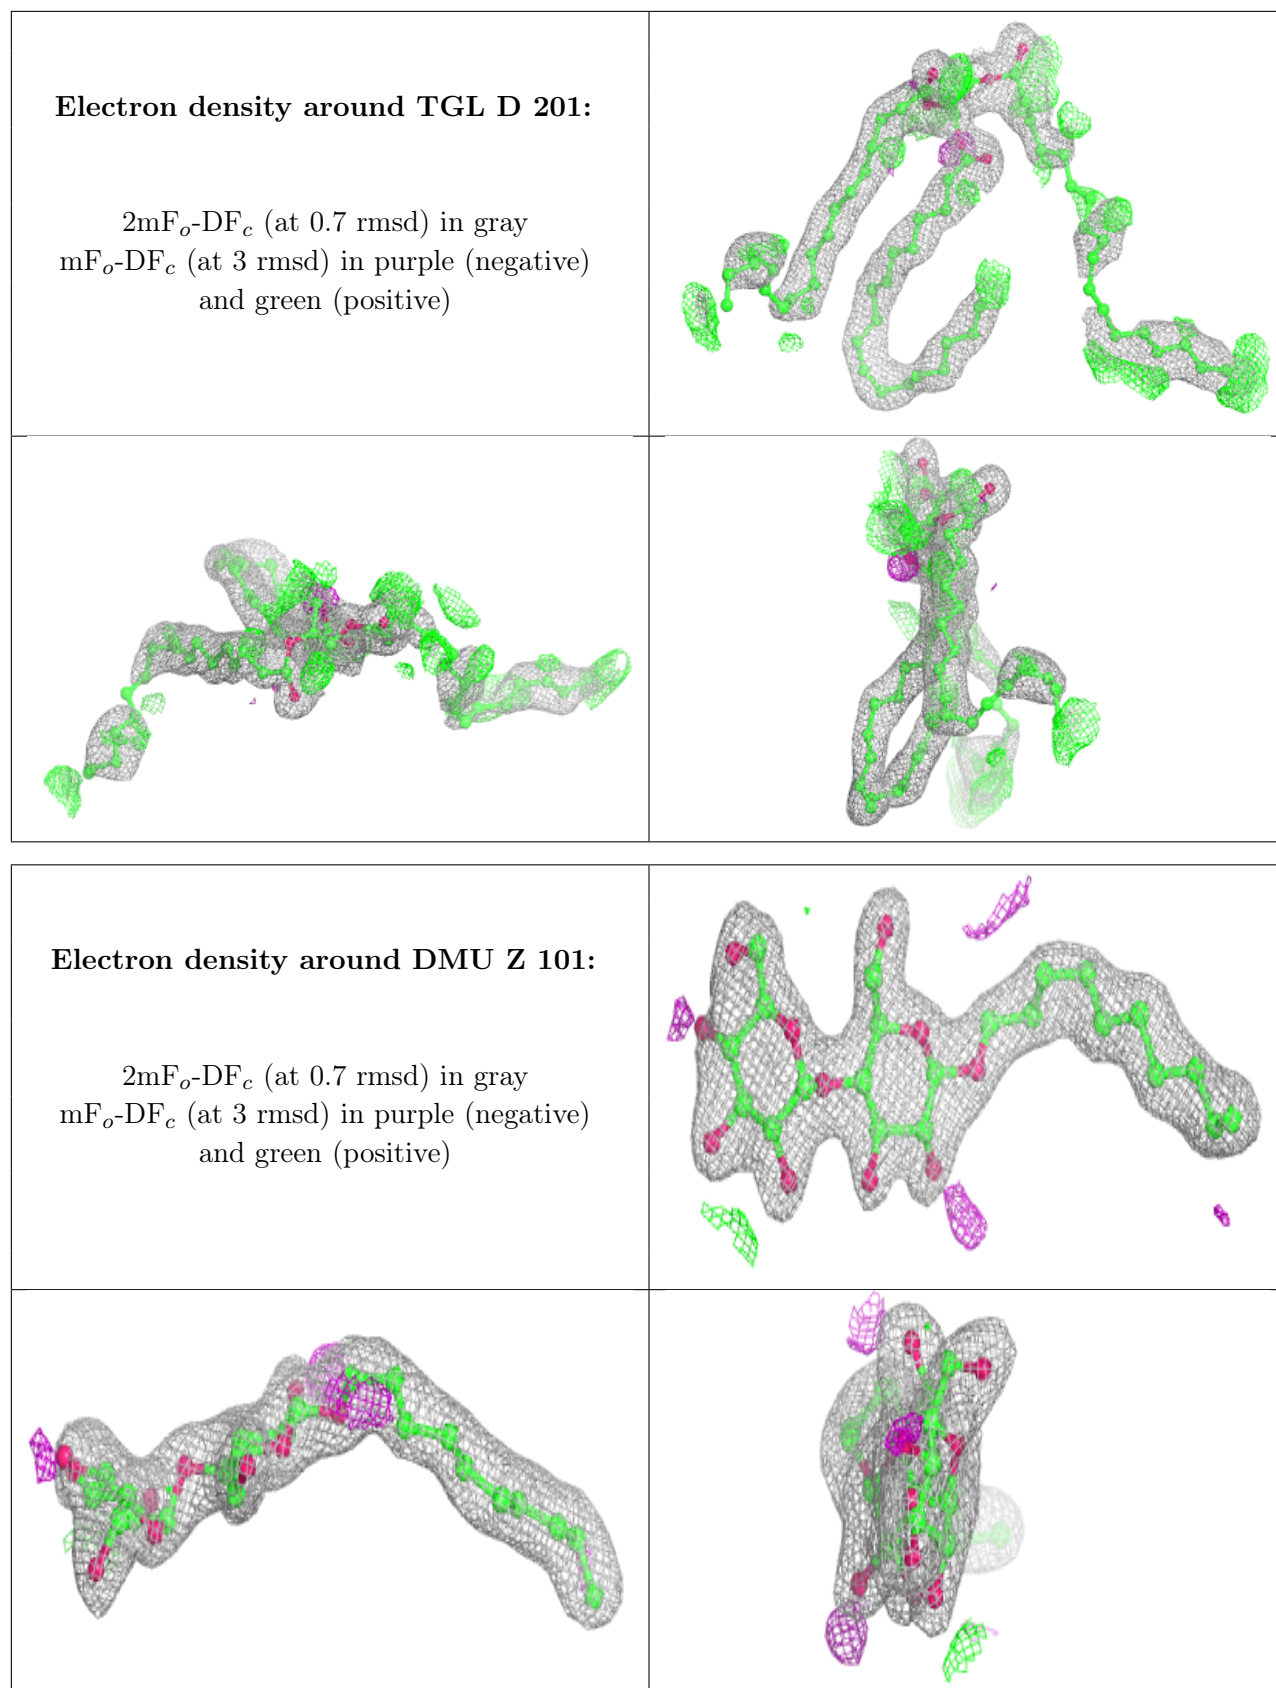 Electron density around TGL D 201:
2mFo-DFc (at 0.7 rmsd) in gray
mFo-DFc (at 3 rmsd) in purple (negative)
and green (positive)
Electron density around DMU Z 101:
2mFo-DFc (at 0.7 rmsd) in gray
mFo-DFc (at 3 rmsd) in purple (negative)
and green (positive)